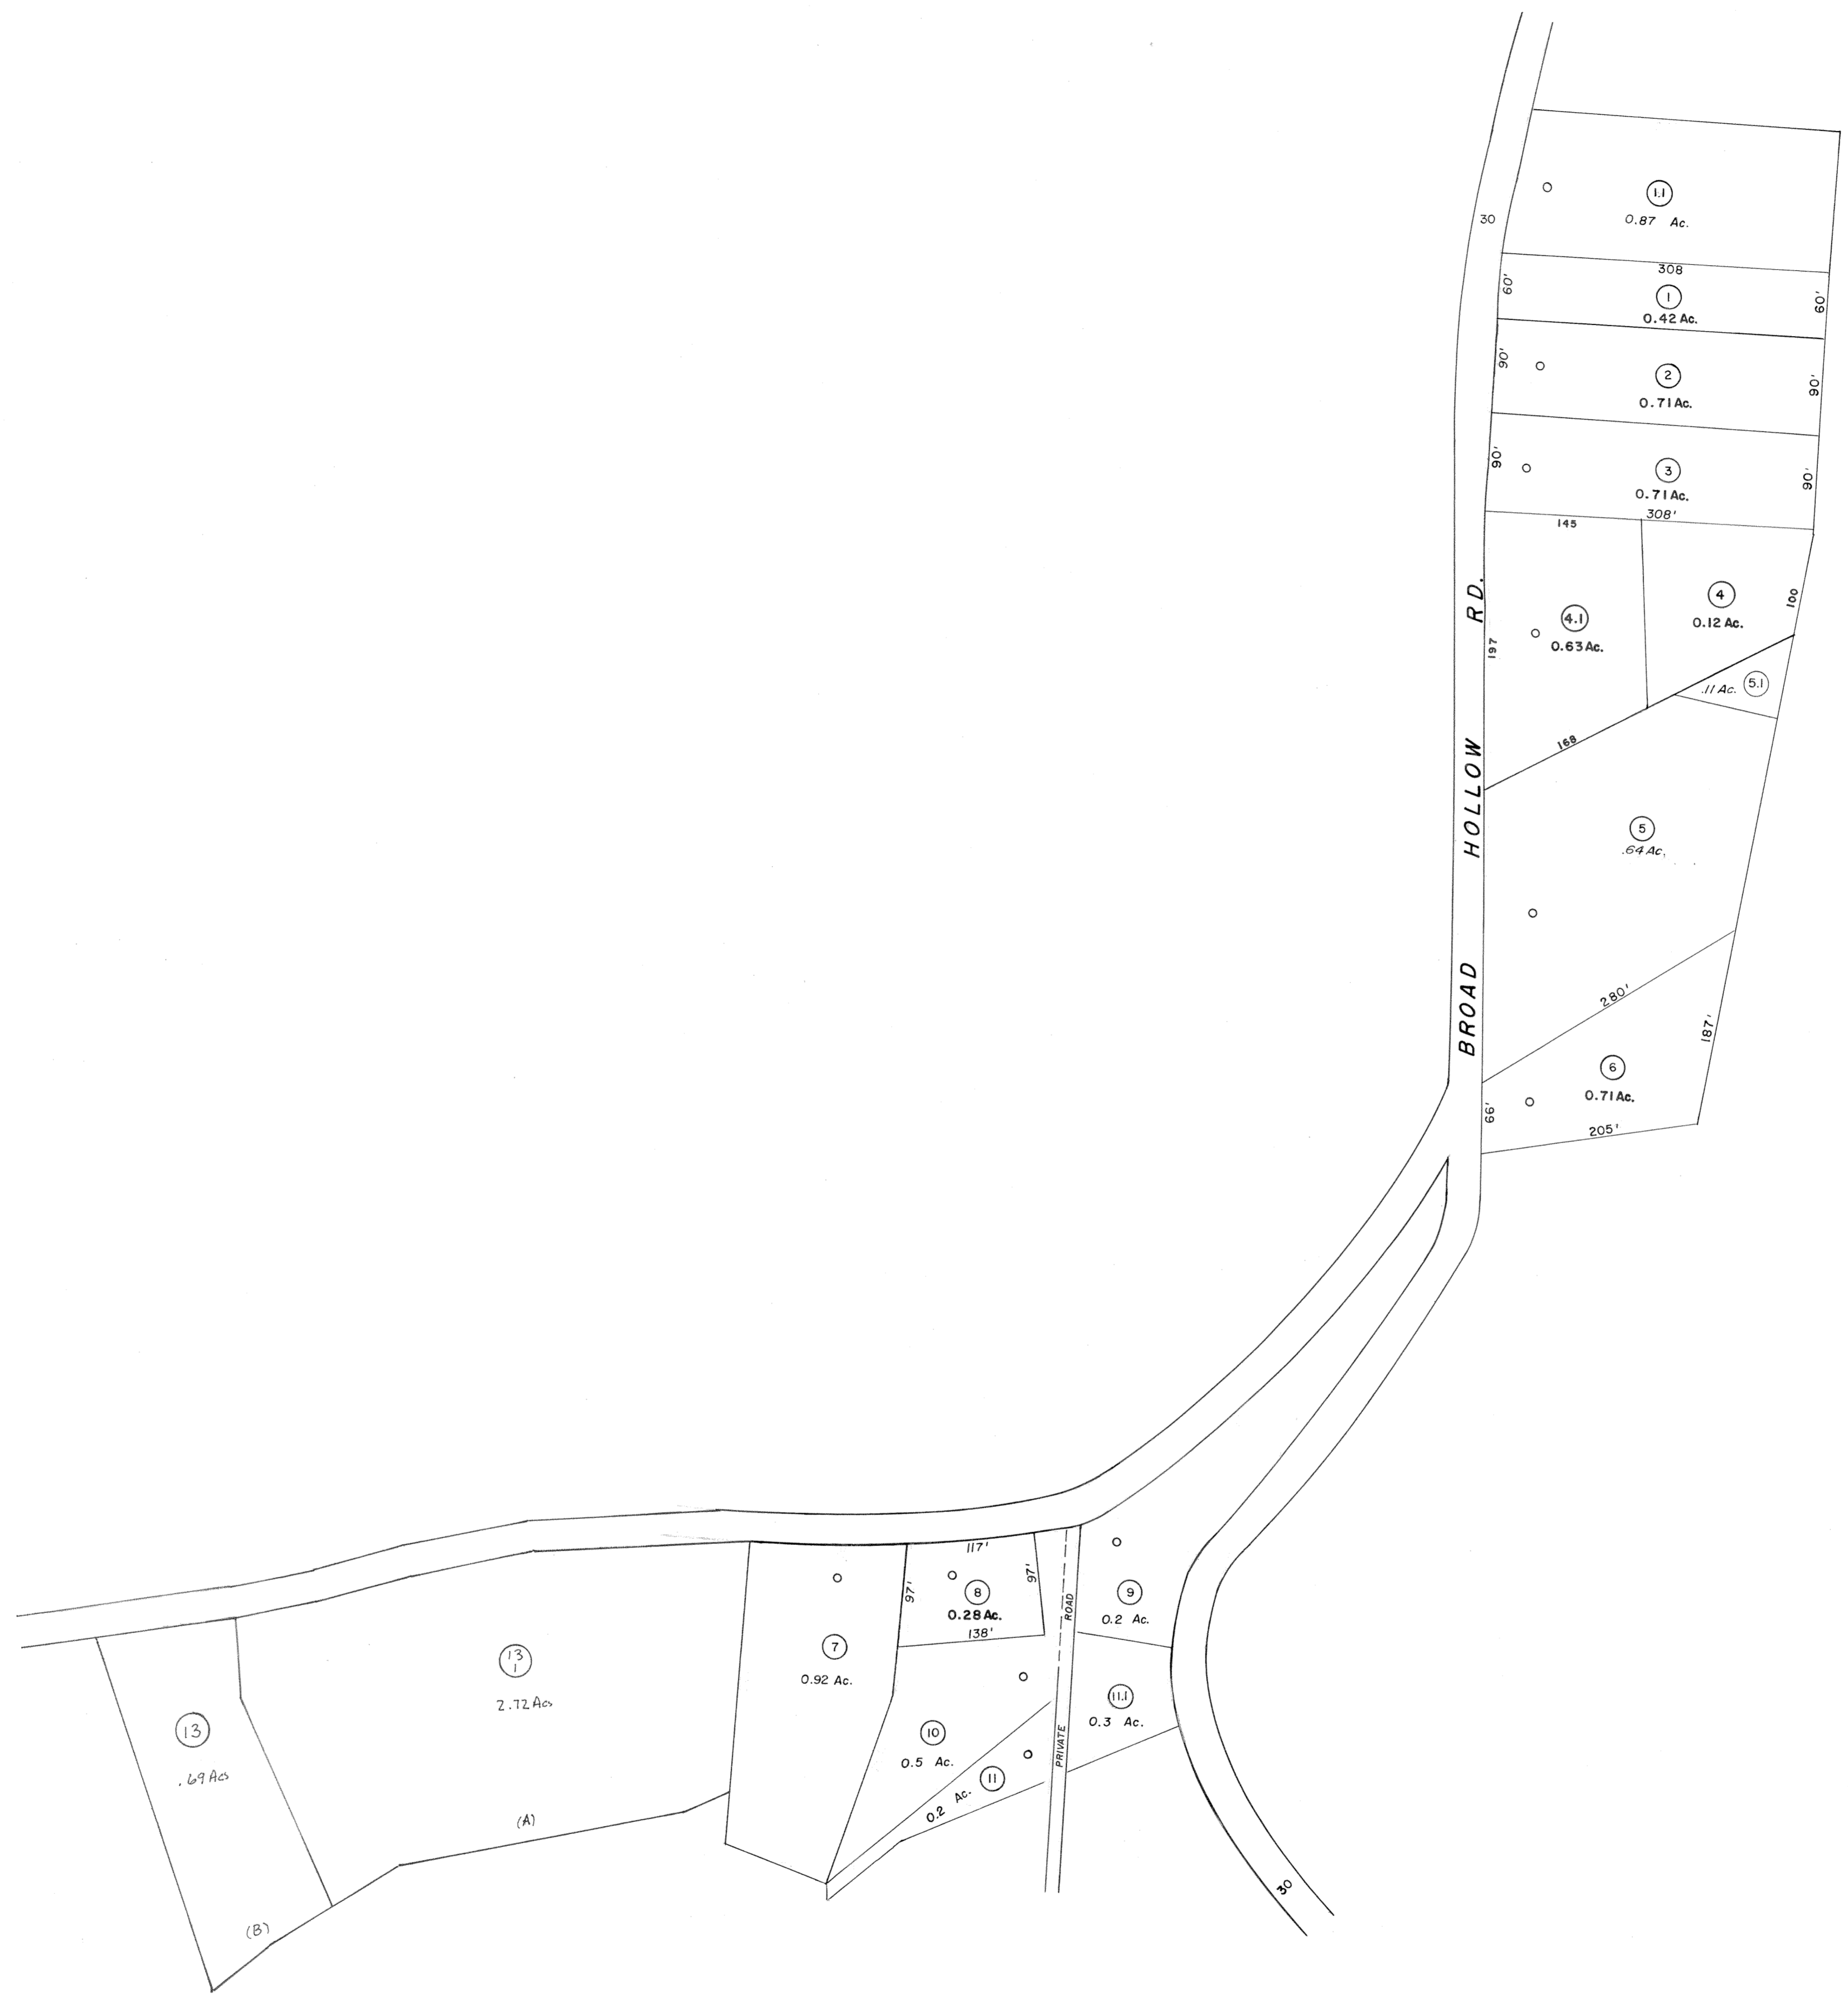 1.1
0.87 Ac.
30
308
60'
1
60'
0.42 Ac.
90'
2
90'
0.71 Ac.
90'
3
90'
0.71 Ac.
308'
145
4
100
0.12 Ac.
4.1
0.63 Ac.
197
.11 Ac. 5.1
168
BROAD HOLLOW RD.
5
.64 Ac.
280'
187'
6
0.71 Ac.
66'
205'
117'
97'
97'
8
0.28 Ac.
138'
9
0.2 Ac.
PRIVATE ROAD
7
0.92 Ac.
13
1
2.72 Acs
(A)
13
.69 Acs
(B)
10
0.5 Ac.
11
0.2 Ac.
11.1
0.3 Ac.
30